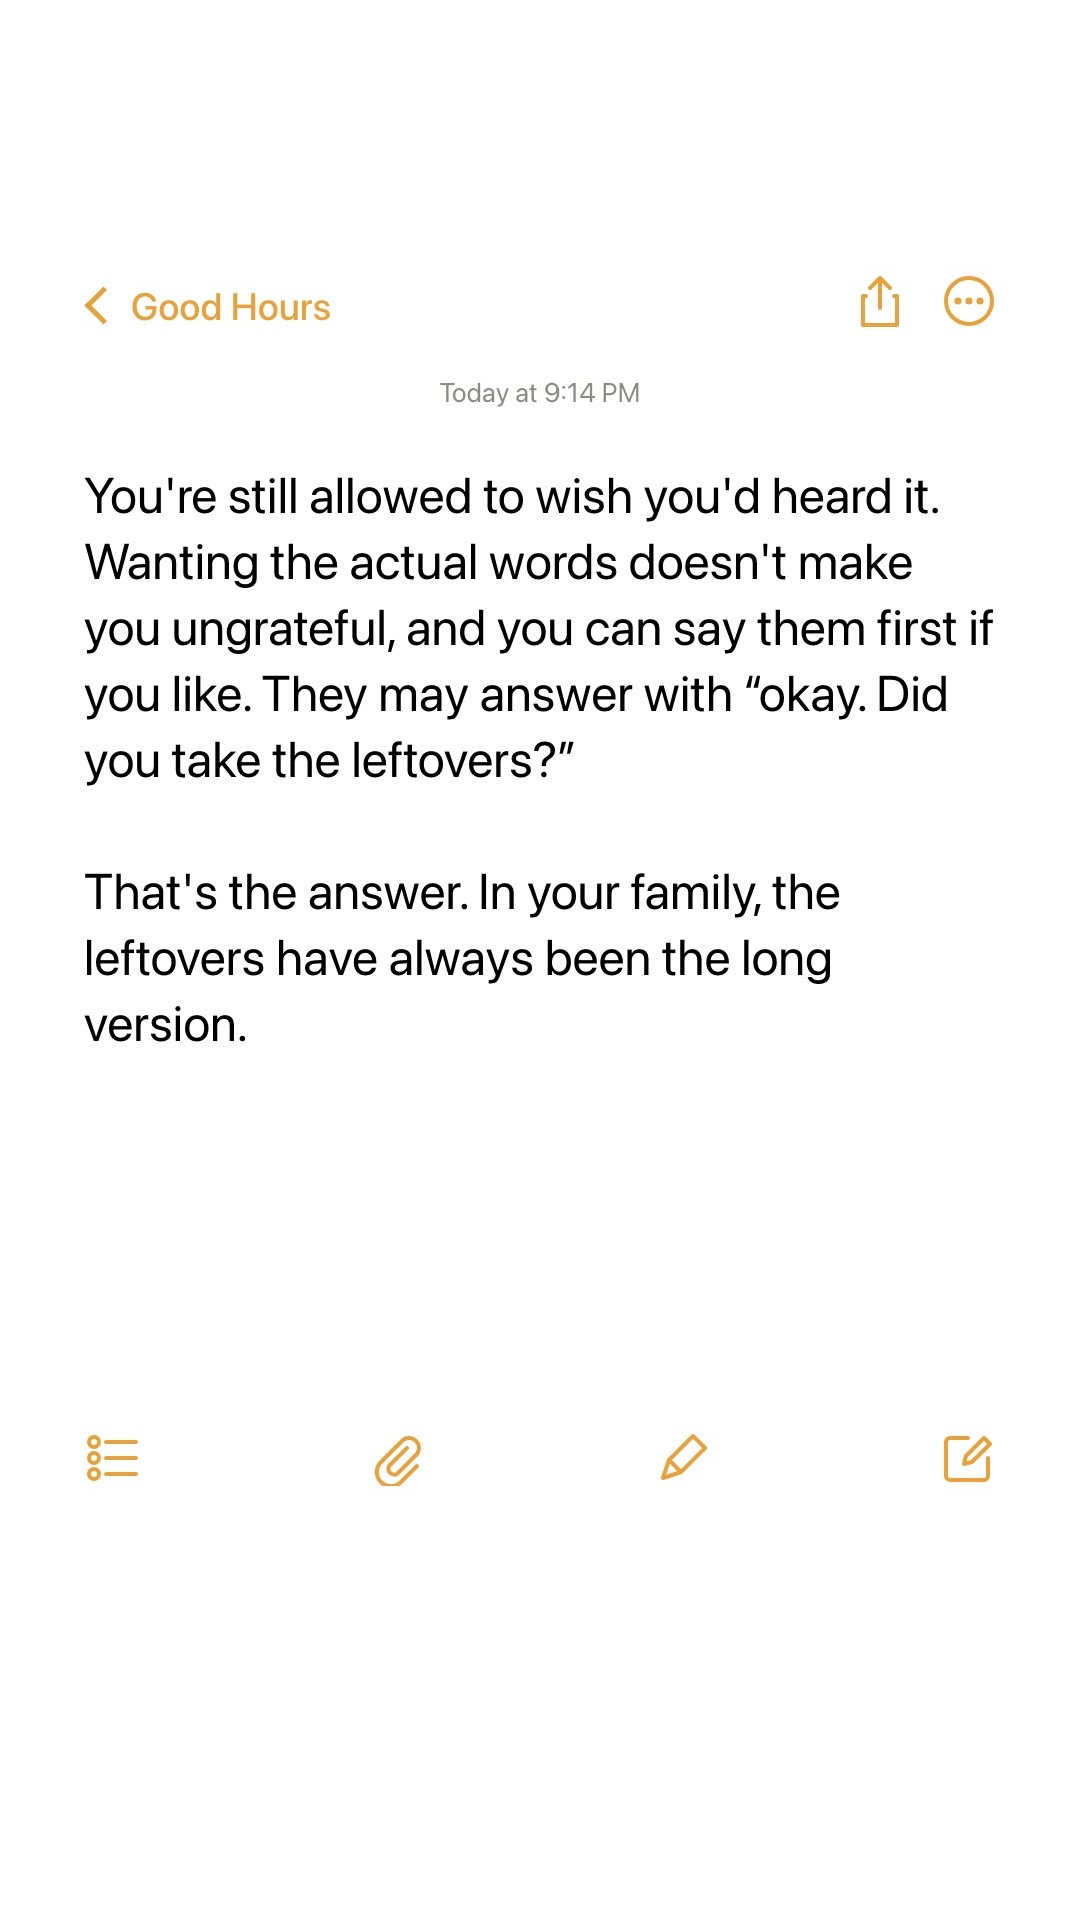 Good Hours
Today at 9:14 PM
You're still allowed to wish you'd heard it.
Wanting the actual words doesn't make
you ungrateful, and you can say them first if
you like. They may answer with “okay. Did
you take the leftovers?”
That's the answer. In your family, the
leftovers have always been the long
version.